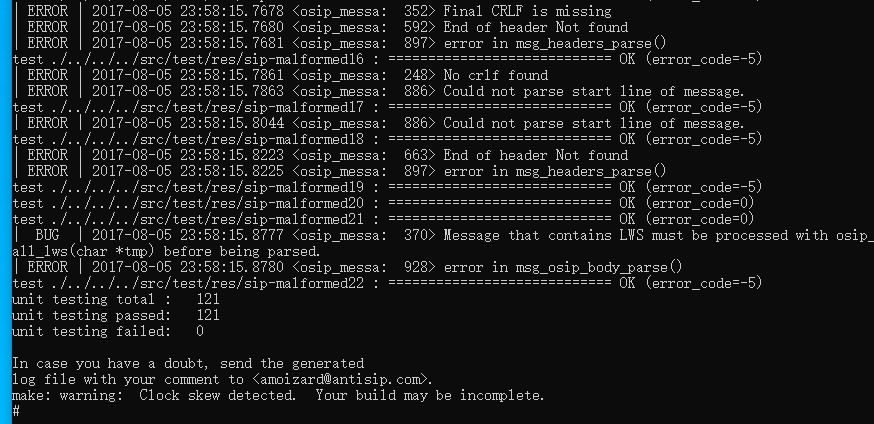 | ERROR | 2017-08-05 23:58:15.7678 <osip_messa:  352> Final CRLF is missing
| ERROR | 2017-08-05 23:58:15.7680 <osip_messa:  592> End of header Not found
| ERROR | 2017-08-05 23:58:15.7681 <osip_messa:  897> error in msg_headers_parse()
test ./../../../src/test/res/sip-malformed16 : ============================ OK (error_code=-5)
| ERROR | 2017-08-05 23:58:15.7861 <osip_messa:  248> No crlf found
| ERROR | 2017-08-05 23:58:15.7863 <osip_messa:  886> Could not parse start line of message.
test ./../../../src/test/res/sip-malformed17 : ============================ OK (error_code=-5)
| ERROR | 2017-08-05 23:58:15.8044 <osip_messa:  886> Could not parse start line of message.
test ./../../../src/test/res/sip-malformed18 : ============================ OK (error_code=-5)
| ERROR | 2017-08-05 23:58:15.8223 <osip_messa:  663> End of header Not found
| ERROR | 2017-08-05 23:58:15.8225 <osip_messa:  897> error in msg_headers_parse()
test ./../../../src/test/res/sip-malformed19 : ============================ OK (error_code=-5)
test ./../../../src/test/res/sip-malformed20 : ============================ OK (error_code=0)
test ./../../../src/test/res/sip-malformed21 : ============================ OK (error_code=0)
|  BUG  | 2017-08-05 23:58:15.8777 <osip_messa:  370> Message that contains LWS must be processed with osip_
all_lws(char *tmp) before being parsed.
| ERROR | 2017-08-05 23:58:15.8780 <osip_messa:  928> error in msg_osip_body_parse()
test ./../../../src/test/res/sip-malformed22 : ============================ OK (error_code=-5)
unit testing total :   121
unit testing passed:   121
unit testing failed:   0
In case you have a doubt, send the generated
log file with your comment to <amoizard@antisip.com>.
make: warning:  Clock skew detected.  Your build may be incomplete.
#